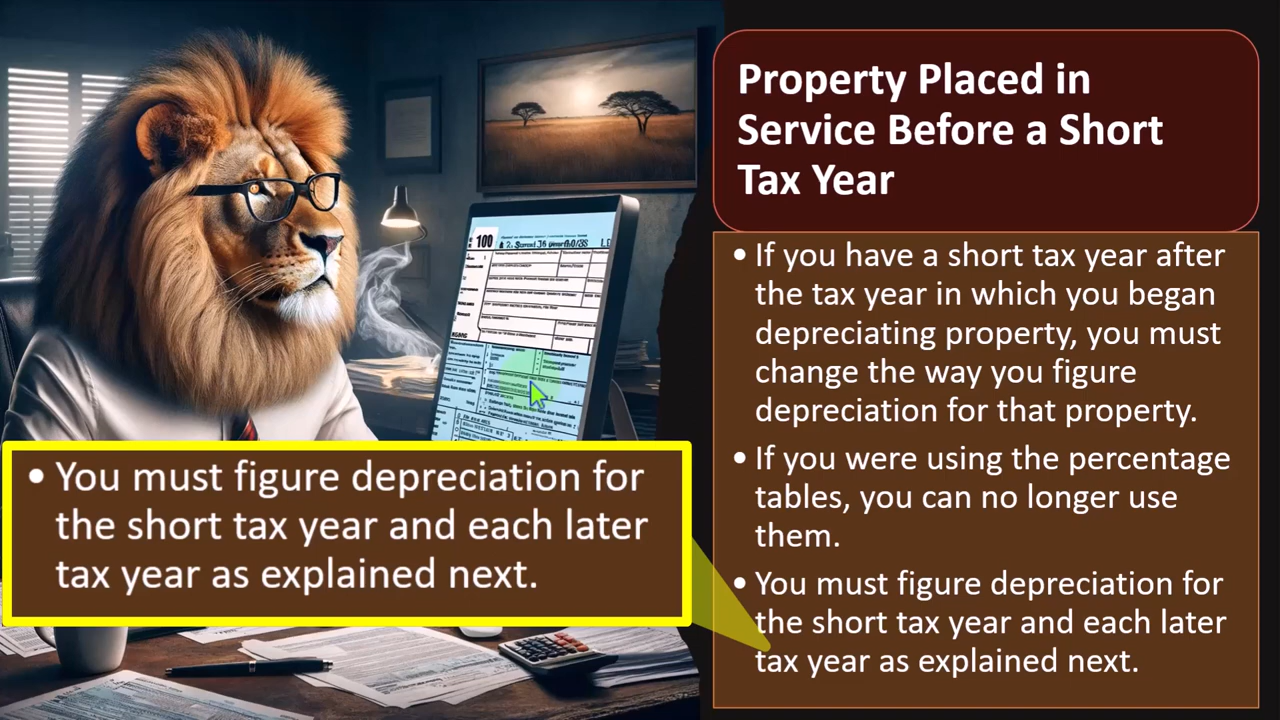 Property Placed in
Service Before a Short
Tax Year
• If you have a short tax year after
the tax year in which you began
depreciating property, you must
change the way you figure
depreciation for that property.
• If you were using the percentage
tables, you can no longer use
them.
• You must figure depreciation for
the short tax year and each later
tax year as explained next.
• You must figure depreciation for
the short tax year and each later
tax year as explained next.
100